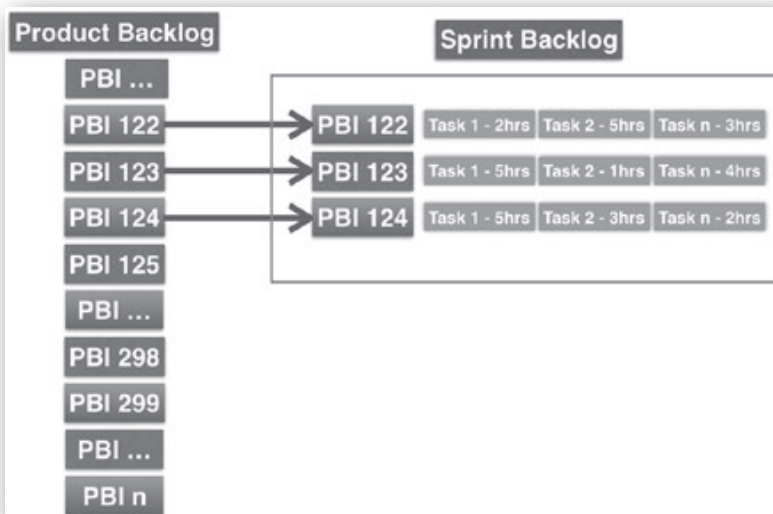 Product Backlog
Sprint Backlog
PBI ...
PBI 122
PBI 122 Task 1 - 2hrs Task 2 - 5hrs Task n - 3hrs
PBI 123
PBI 123 Task 1 - 5hrs Task 2 - 1hrs Task n - 4hrs
PBI 124
PBI 124 Task 1 - 5hrs Task 2 - 3hrs Task n - 2hrs
PBI 125
PBI ...
PBI 298
PBI 299
PBI ...
PBI n